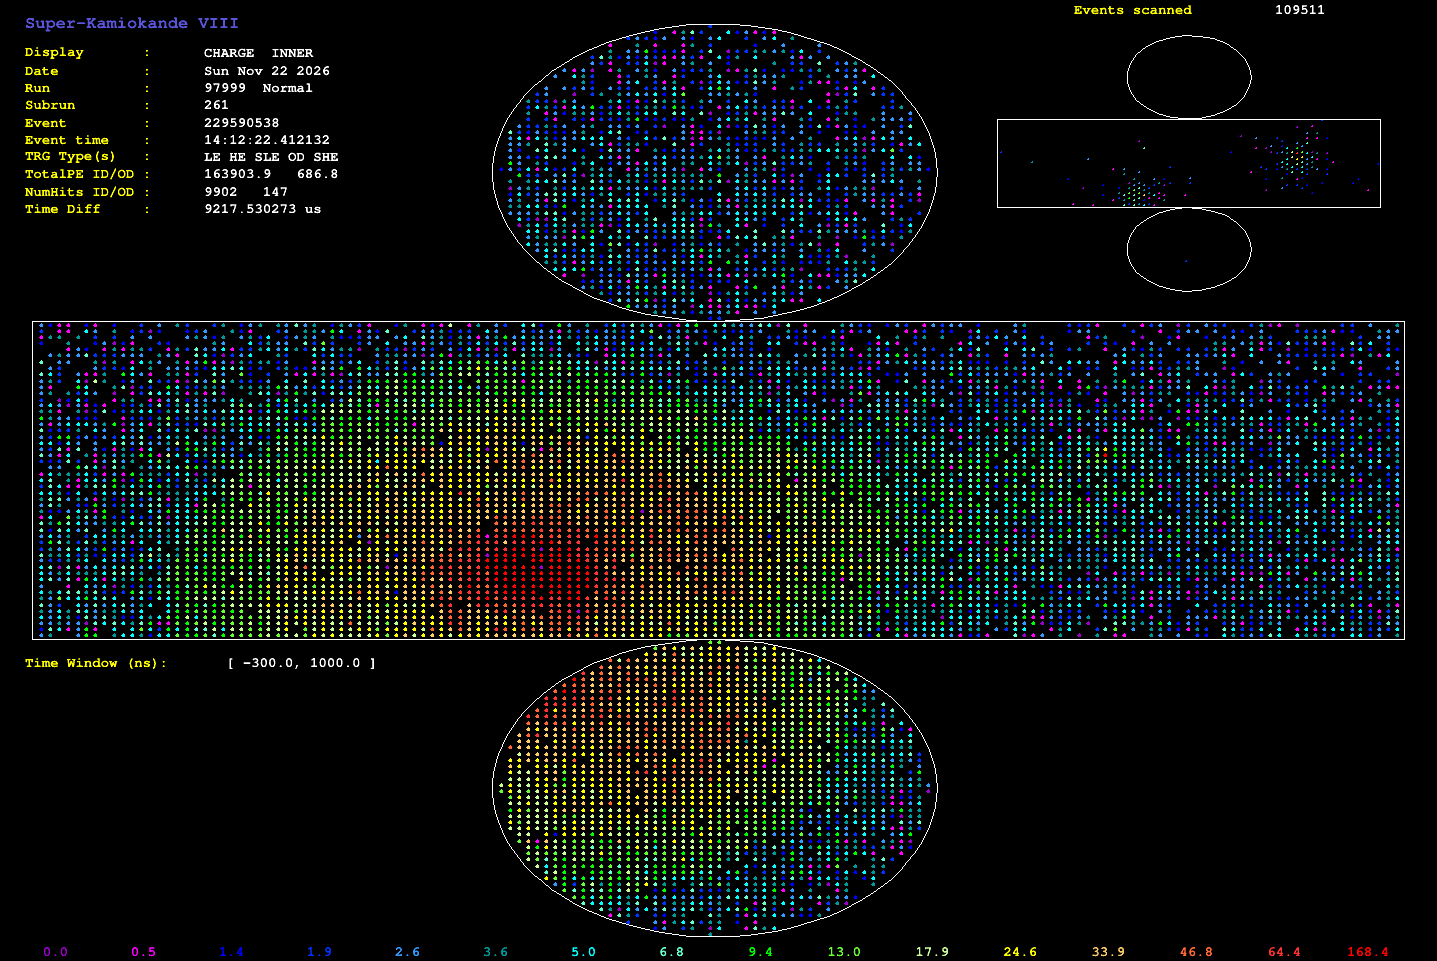 Super-Kamiokande VIII
Events scanned 109511
Display : CHARGE INNER
Date : Sun Nov 22 2026
Run : 97999 Normal
Subrun : 261
Event : 229590538
Event time : 14:12:22.412132
TRG Type(s) : LE HE SLE OD SHE
TotalPE ID/OD : 163903.9 686.8
NumHits ID/OD : 9902 147
Time Diff : 9217.530273 us
Time Window (ns): [ -300.0, 1000.0 ]
0.0 0.5 1.4 1.9 2.6 3.6 5.0 6.8 9.4 13.0 17.9 24.6 33.9 46.8 64.4 168.4